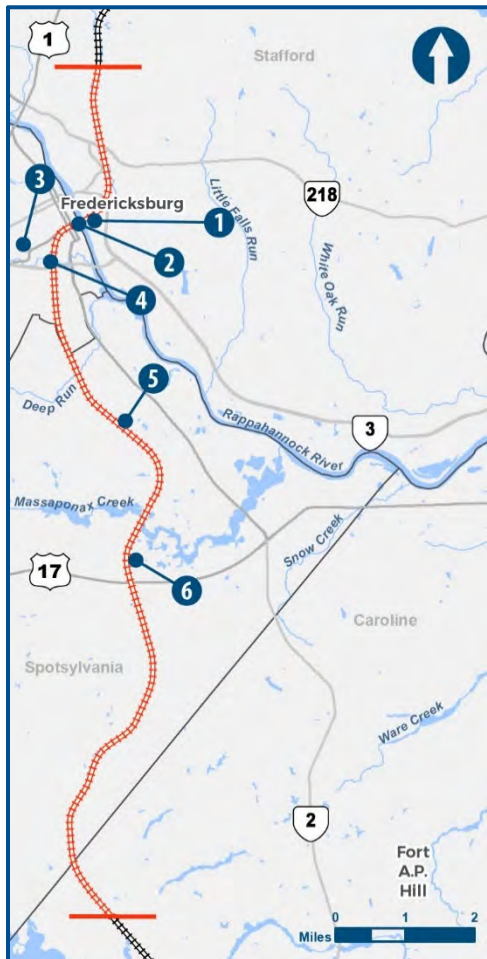 1
Stafford
3
Little Falls Run
218
Fredericksburg
1
2
White Oak Run
4
5
Deep Run
Rappahannock
River
3
Massaponax Creek
Snow Creek
17
6
Caroline
Spotsylvania
Ware Creek
2
Fort
A.P.
Hill
0 1 2
Miles